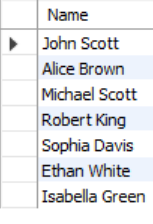 Name
John Scott
Alice Brown
Michael Scott
Robert King
Sophia Davis
Ethan White
Isabella Green